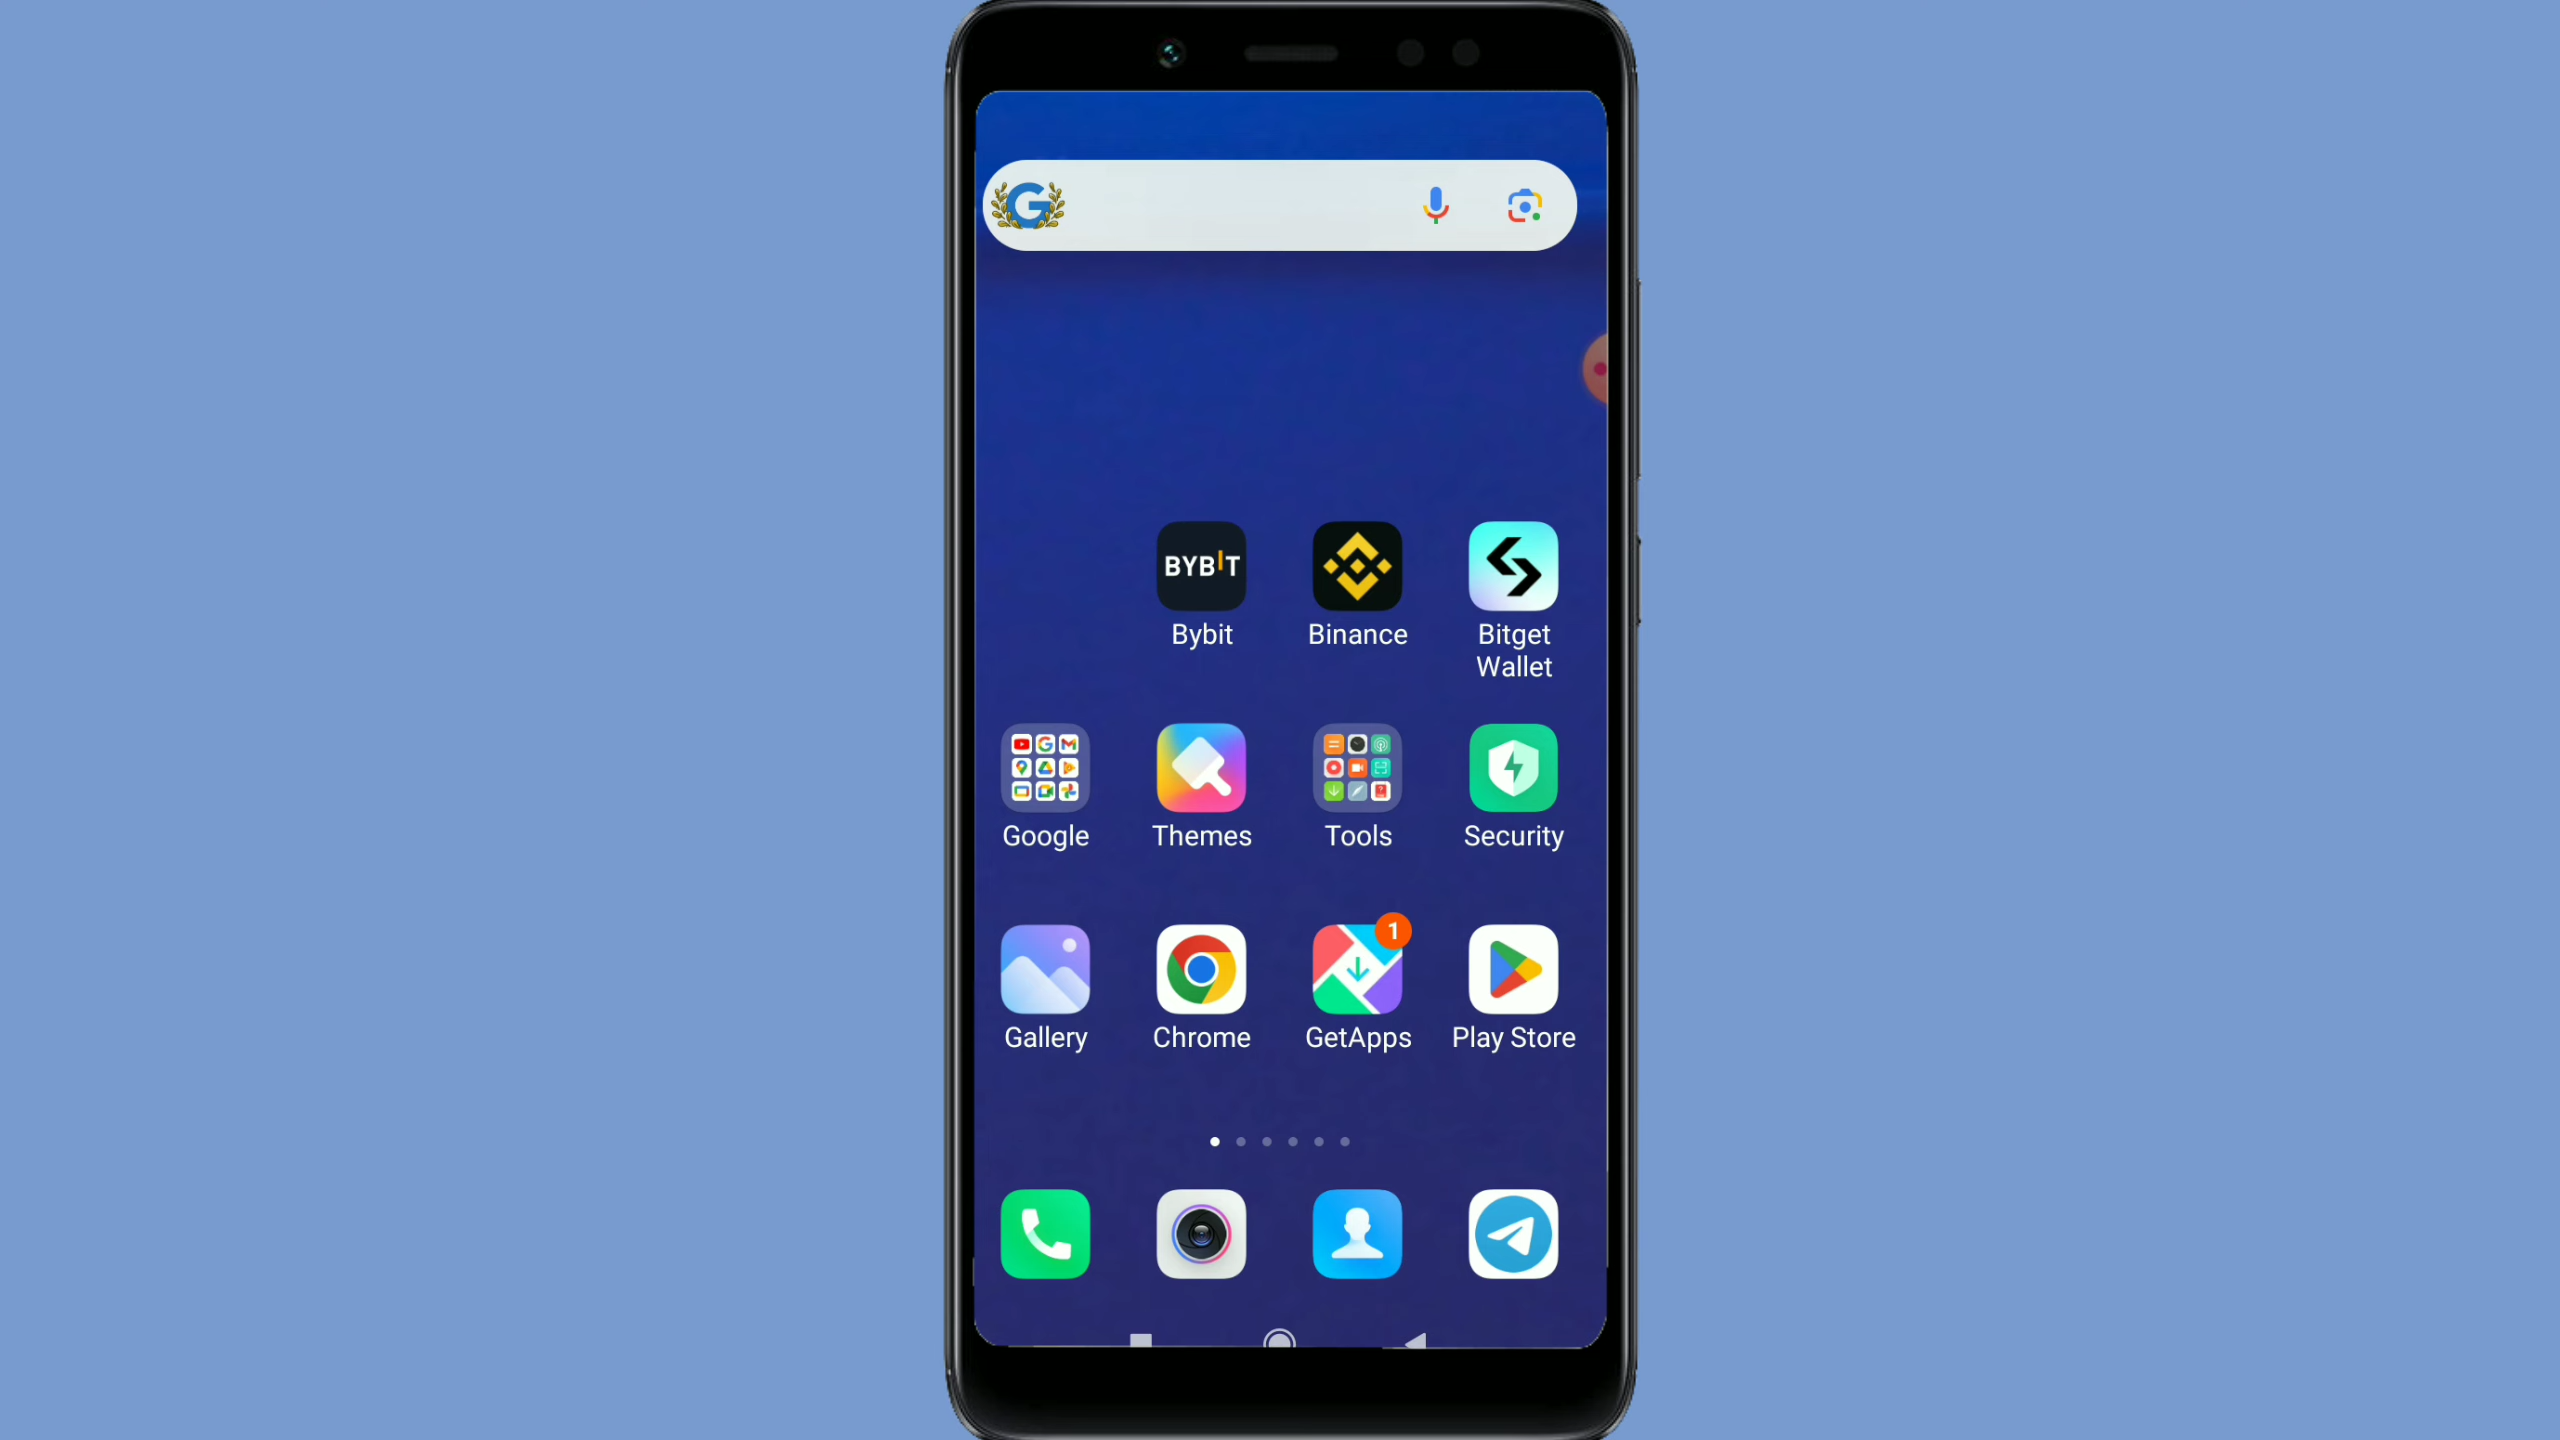 G
BYBIT
Bybit
Binance
Bitget
Wallet
Google
Themes
Tools
Security
1
Gallery
Chrome
GetApps
Play Store